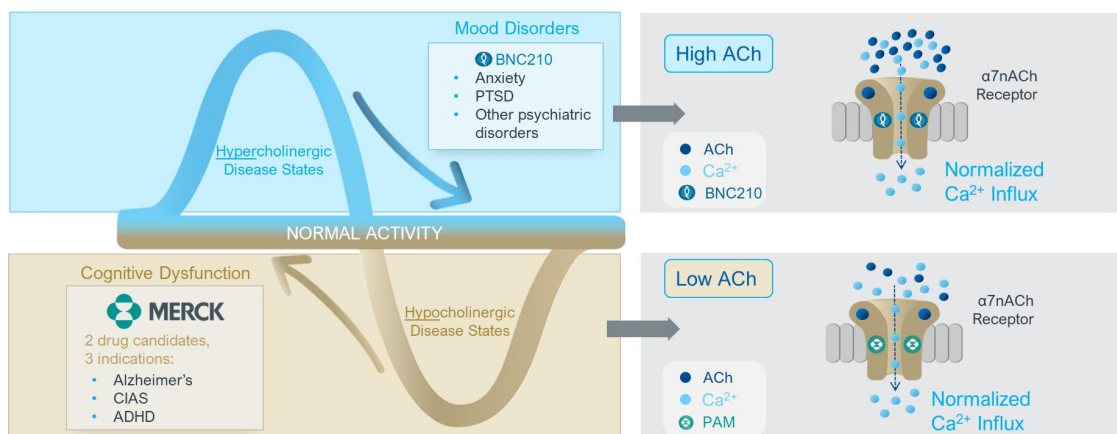 Mood Disorders
BNC210
• Anxiety
• PTSD
• Other psychiatric
disorders
Hypercholinergic
Disease States
High ACh
α7nACh
Receptor
ACh
Ca²⁺
BNC210
Normalized
Ca²⁺ Influx
NORMAL ACTIVITY
Cognitive Dysfunction
MERCK
2 drug candidates,
3 indications:
• Alzheimer's
• CIAS
• ADHD
Hypocholinergic
Disease States
Low ACh
α7nACh
Receptor
ACh
Ca²⁺
PAM
Normalized
Ca²⁺ Influx